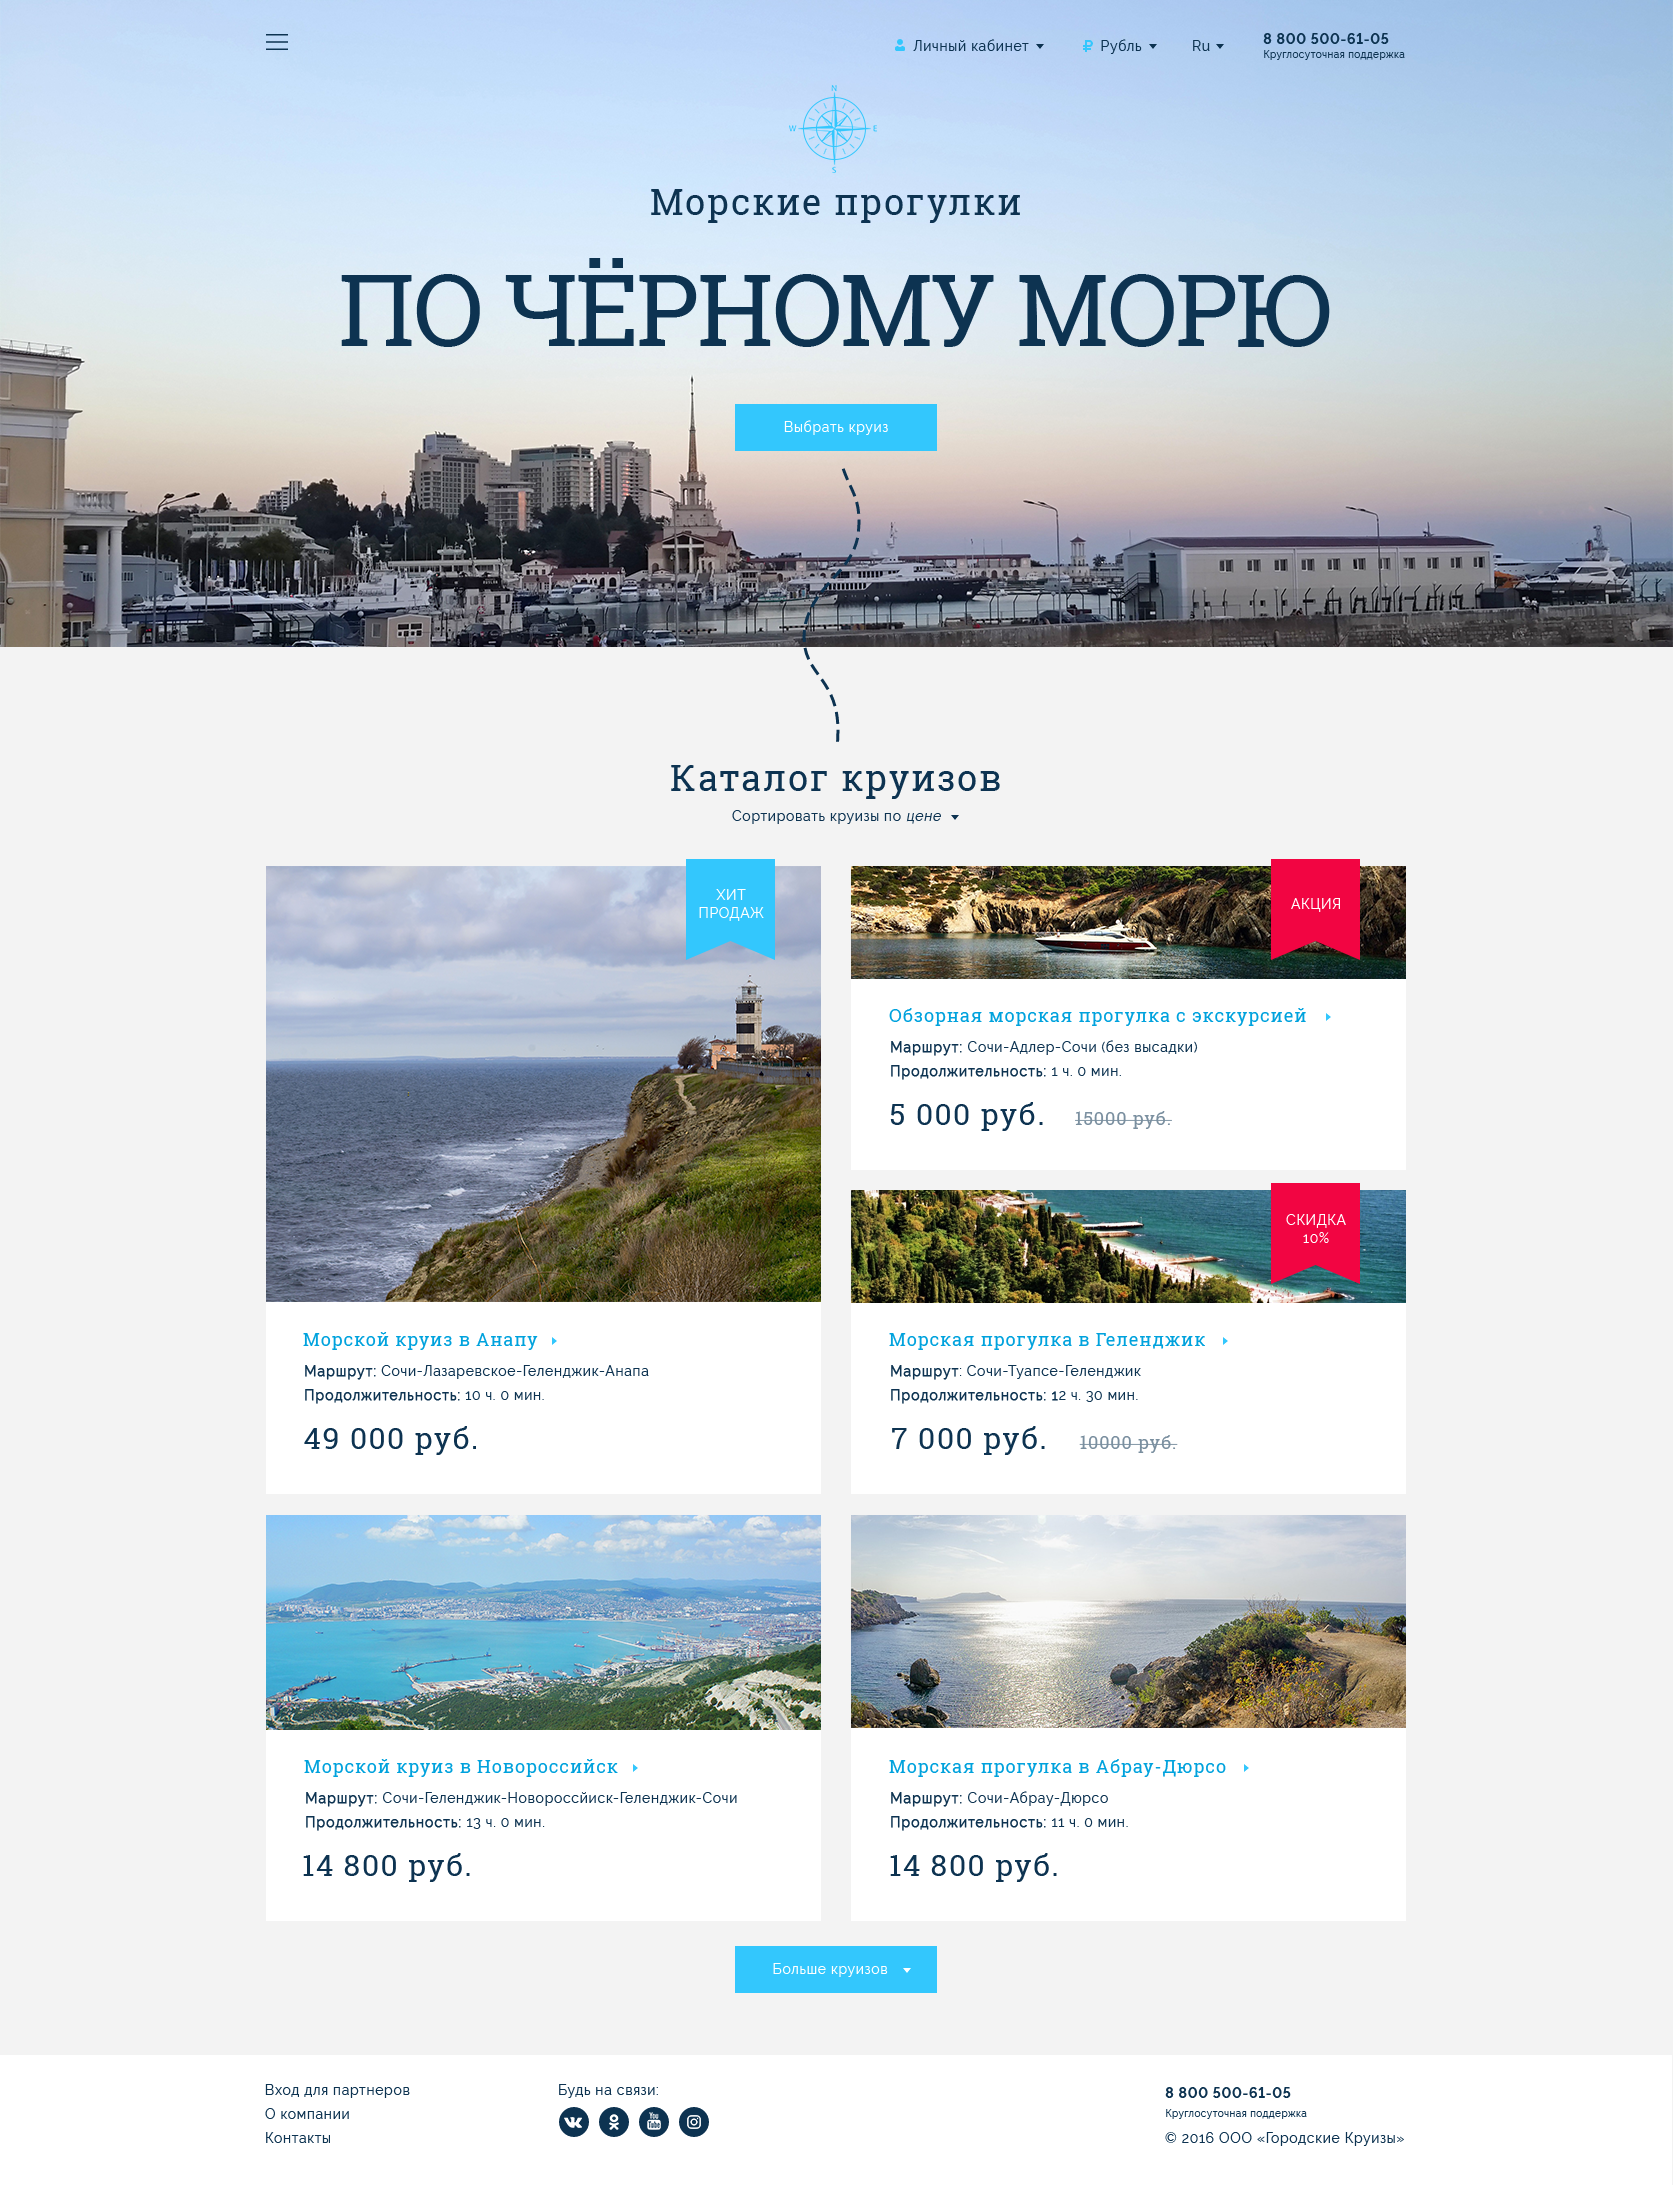 Личный кабинет
Рубль
Ru
8 800 500-61-05
Круглосуточная поддержка
N
W
E
S
Морские прогулки
ПО ЧЁРНОМУ МОРЮ
Выбрать круиз
Каталог круизов
Сортировать круизы по цене
ХИТ
ПРОДАЖ
Морской круиз в Анапу
Маршрут: Сочи-Лазаревское-Геленджик-Анапа
Продолжительность: 10 ч. 0 мин.
49 000 руб.
АКЦИЯ
Обзорная морская прогулка с экскурсией
Маршрут: Сочи-Адлер-Сочи (без высадки)
Продолжительность: 1 ч. 0 мин.
5 000 руб. 15000 руб.
СКИДКА
10%
Морская прогулка в Геленджик
Маршрут: Сочи-Туапсе-Геленджик
Продолжительность: 12 ч. 30 мин.
7 000 руб. 10000 руб.
Морской круиз в Новороссийск
Маршрут: Сочи-Геленджик-Новороссйиск-Геленджик-Сочи
Продолжительность: 13 ч. 0 мин.
14 800 руб.
Морская прогулка в Абрау-Дюрсо
Маршрут: Сочи-Абрау-Дюрсо
Продолжительность: 11 ч. 0 мин.
14 800 руб.
Больше круизов
Вход для партнеров
О компании
Контакты
Будь на связи:
You
Tube
8 800 500-61-05
Круглосуточная поддержка
© 2016 ООО «Городские Круизы»